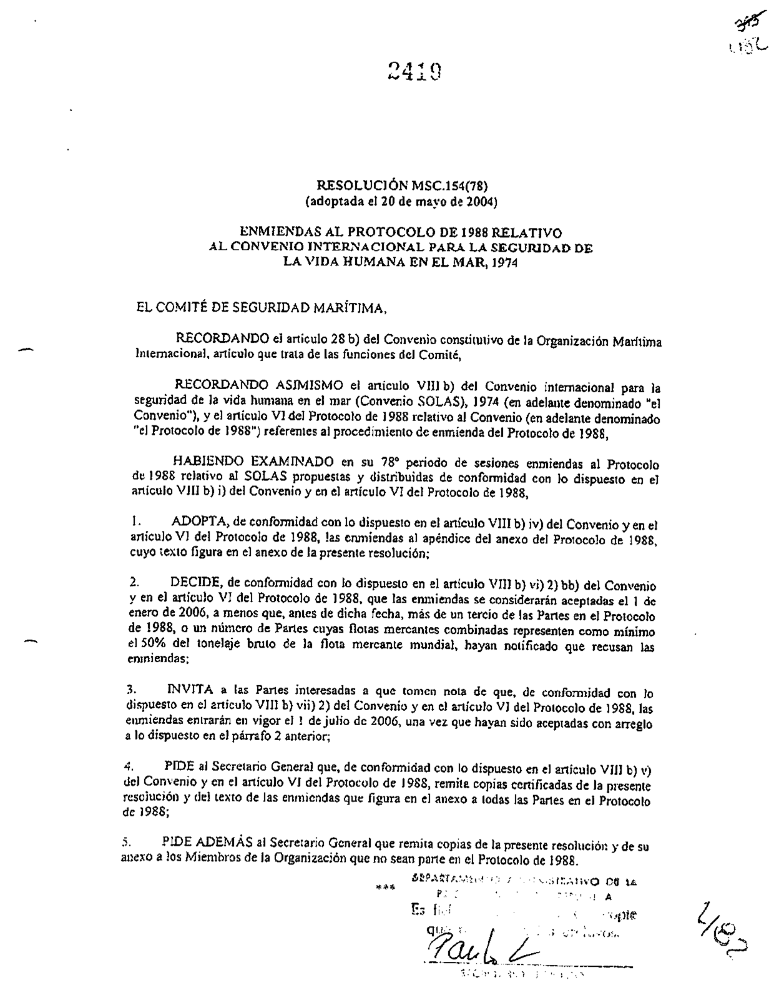 2419
RESOLUCIÓN MSC.154(78)
(adoptada el 20 de mayo de 2004)
ENMIENDAS AL PROTOCOLO DE 1988 RELATIVO
AL CONVENIO INTERNACIONAL PARA LA SEGURIDAD DE
LA VIDA HUMANA EN EL MAR, 1974
EL COMITÉ DE SEGURIDAD MARÍTIMA,
RECORDANDO el artículo 28 b) del Convenio constitutivo de la Organización Marítima
Internacional, artículo que trata de las funciones del Comité,
RECORDANDO ASIMISMO el artículo VIII b) del Convenio internacional para la
seguridad de la vida humana en el mar (Convenio SOLAS), 1974 (en adelante denominado "el
Convenio"), y el artículo VI del Protocolo de 1988 relativo al Convenio (en adelante denominado
"el Protocolo de 1988") referentes al procedimiento de enmienda del Protocolo de 1988,
HABIENDO EXAMINADO en su 78° periodo de sesiones enmiendas al Protocolo
de 1988 relativo al SOLAS propuestas y distribuidas de conformidad con lo dispuesto en el
artículo VIII b) i) del Convenio y en el artículo VI del Protocolo de 1988,
1. ADOPTA, de conformidad con lo dispuesto en el artículo VIII b) iv) del Convenio y en el
artículo VI del Protocolo de 1988, las enmiendas al apéndice del anexo del Protocolo de 1988,
cuyo texto figura en el anexo de la presente resolución;
2. DECIDE, de conformidad con lo dispuesto en el artículo VIII b) vi) 2) bb) del Convenio
y en el artículo VI del Protocolo de 1988, que las enmiendas se considerarán aceptadas el 1 de
enero de 2006, a menos que, antes de dicha fecha, más de un tercio de las Partes en el Protocolo
de 1988, o un número de Partes cuyas flotas mercantes combinadas representen como mínimo
el 50% del tonelaje bruto de la flota mercante mundial, hayan notificado que recusan las
enmiendas;
3. INVITA a las Partes interesadas a que tomen nota de que, de conformidad con lo
dispuesto en el artículo VIII b) vii) 2) del Convenio y en el artículo VI del Protocolo de 1988, las
enmiendas entrarán en vigor el 1 de julio de 2006, una vez que hayan sido aceptadas con arreglo
a lo dispuesto en el párrafo 2 anterior;
4. PIDE al Secretario General que, de conformidad con lo dispuesto en el artículo VIII b) v)
del Convenio y en el artículo VI del Protocolo de 1988, remita copias certificadas de la presente
resolución y del texto de las enmiendas que figura en el anexo a todas las Partes en el Protocolo
de 1988;
5. PIDE ADEMÁS al Secretario General que remita copias de la presente resolución y de su
anexo a los Miembros de la Organización que no sean parte en el Protocolo de 1988.
***
DE LA
Es fiel
que
482